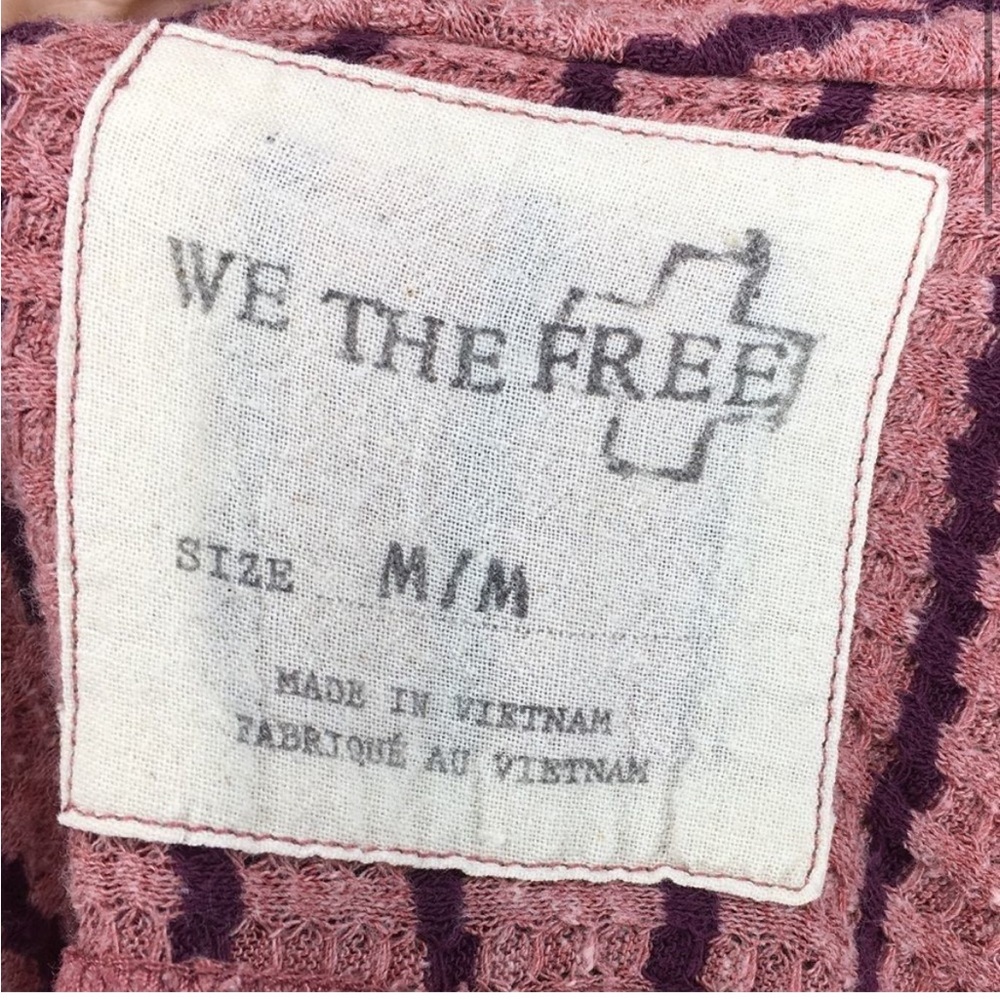 WE THE FREE
SIZE M/M
MADE IN VIETNAM
FABRIQUÉ AU VIETNAM